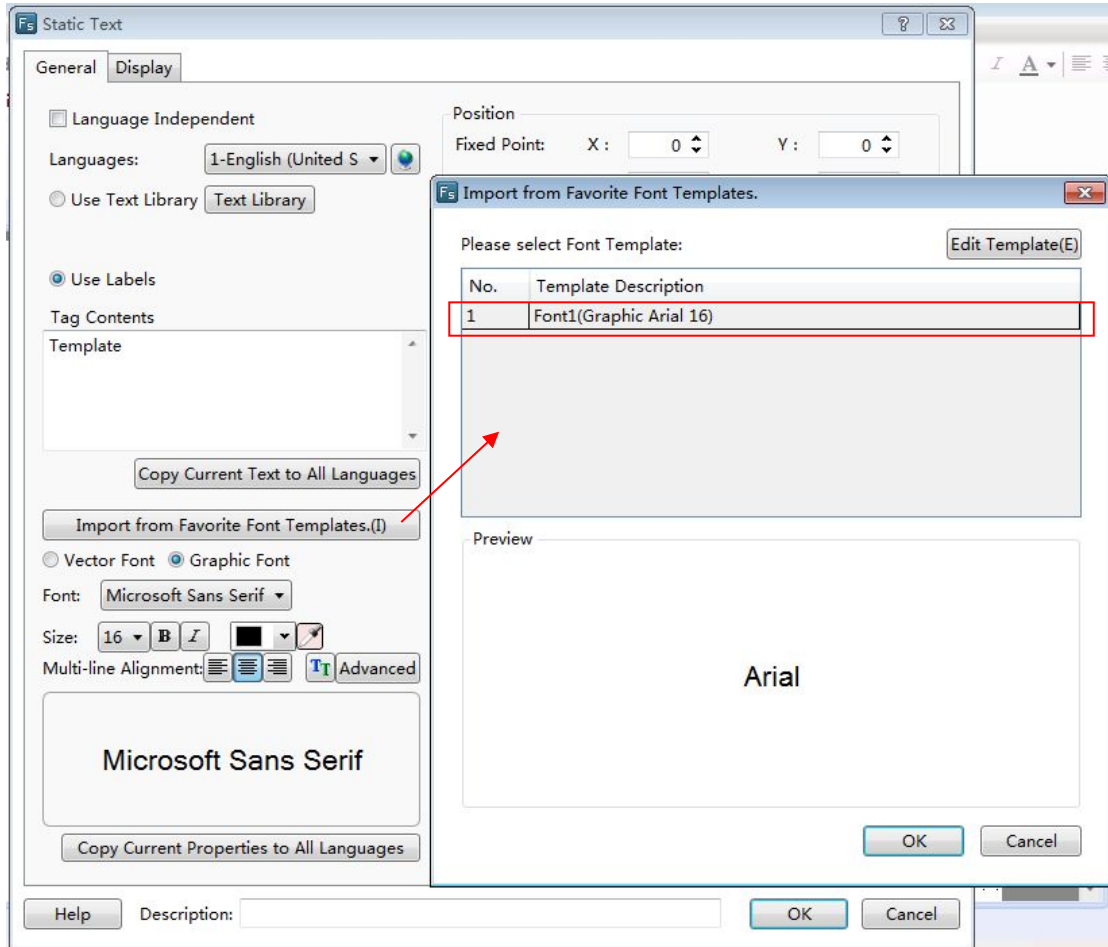 Fs Static Text
General Display
Language Independent
Languages: 1-English (United S
Use Text Library Text Library
Use Labels
Tag Contents
Template
Copy Current Text to All Languages
Import from Favorite Font Templates.(I)
Vector Font Graphic Font
Font: Microsoft Sans Serif
Size: 16 B I
Multi-line Alignment: TT Advanced
Microsoft Sans Serif
Copy Current Properties to All Languages
Help Description: OK Cancel
Position
Fixed Point: X : 0 Y : 0
I A
Fs Import from Favorite Font Templates.
Please select Font Template: Edit Template(E)
No. Template Description
1 Font1(Graphic Arial 16)
Preview
Arial
OK Cancel